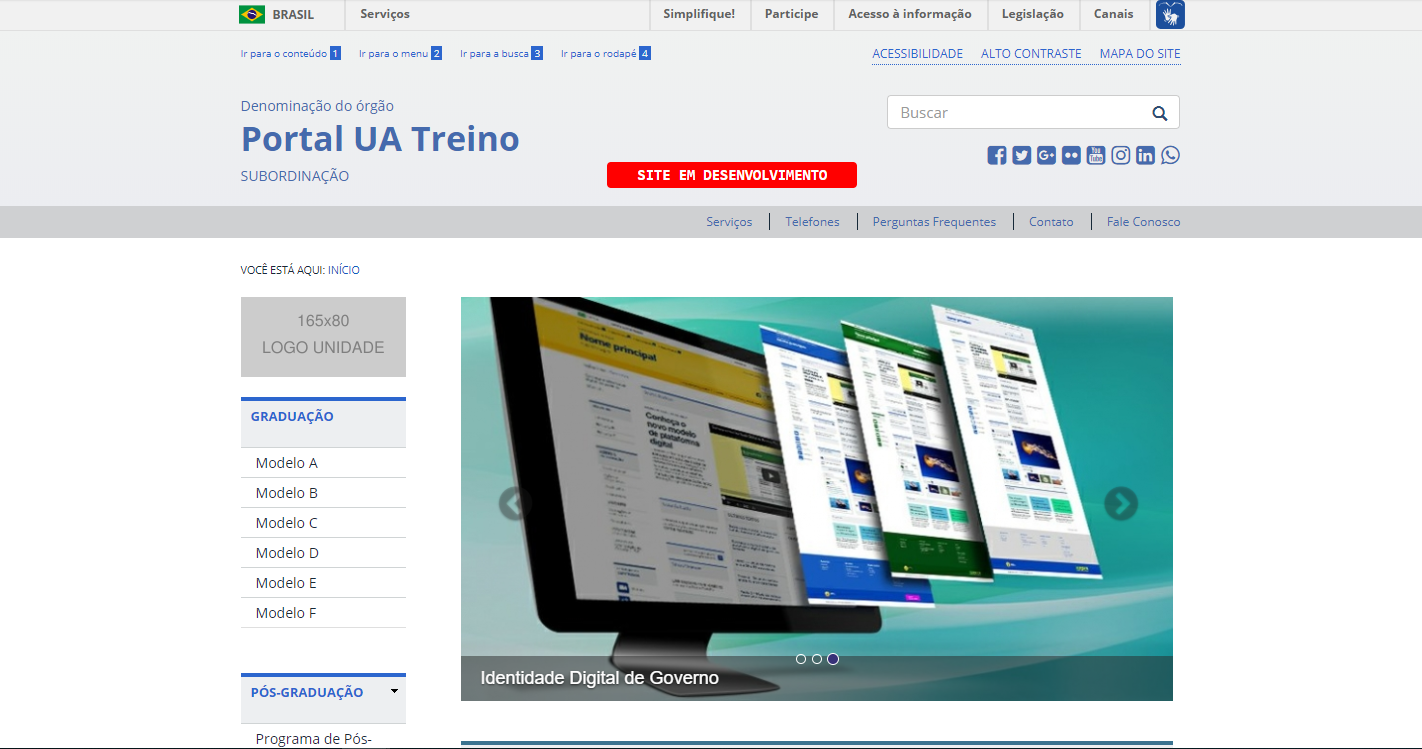 BRASIL Serviços Simplifique! Participe Acesso à informação Legislação Canais
Ir para o conteúdo 1 Ir para o menu 2 Ir para a busca 3 Ir para o rodapé 4
ACESSIBILIDADE ALTO CONTRASTE MAPA DO SITE
Denominação do órgão
Portal UA Treino
SUBORDINAÇÃO
Buscar
SITE EM DESENVOLVIMENTO
Serviços Telefones Perguntas Frequentes Contato Fale Conosco
VOCÊ ESTÁ AQUI: INÍCIO
165x80
LOGO UNIDADE
GRADUAÇÃO
Modelo A
Modelo B
Modelo C
Modelo D
Modelo E
Modelo F
PÓS-GRADUAÇÃO
Programa de Pós-
Nome principal
Conheça o
novo modelo
de plataforma
digital
Identidade Digital de Governo